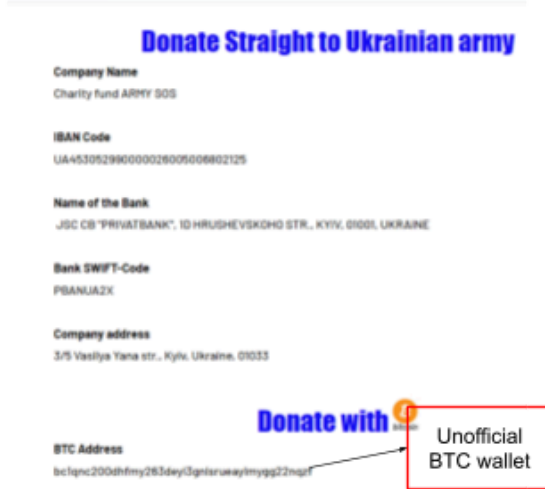 Donate Straight to Ukrainian army
Company Name
Charity fund ARMY SOS
IBAN Code
UA453052990000026005006802125
Name of the Bank
JSC CB "PRIVATBANK", 1D HRUSHEVSKOHO STR., KYIV, 01001, UKRAINE
Bank SWIFT-Code
PBANUA2X
Company address
3/5 Vasilya Yana str., Kyiv, Ukraine, 01033
Donate with
BTC Address
Unofficial
BTC wallet